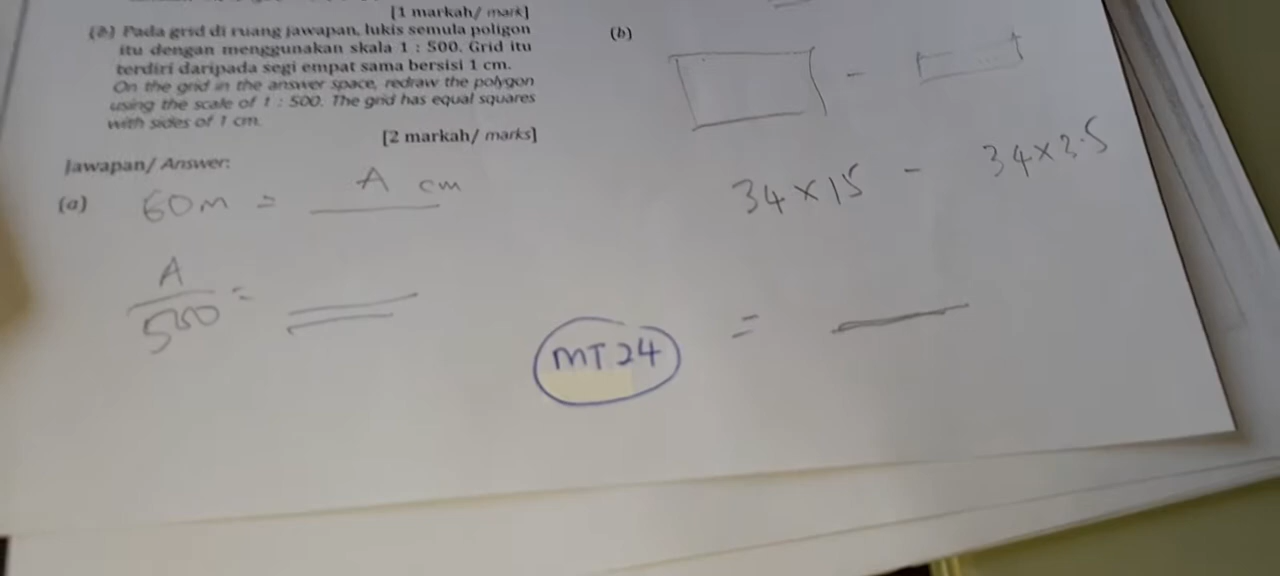 [1 markah/ mark]
(b) Pada grid di ruang jawapan, lukis semula poligon
itu dengan menggunakan skala 1 : 500. Grid itu
terdiri daripada segi empat sama bersisi 1 cm.
On the grid in the answer space, redraw the polygon
using the scale of 1 : 500. The grid has equal squares
with sides of 1 cm.
[2 markah/ marks]
Jawapan/ Answer:
(a) 60m = A cm
A
500 =
(b)
-
34 × 15 - 34 × 3.5
=
MT 24